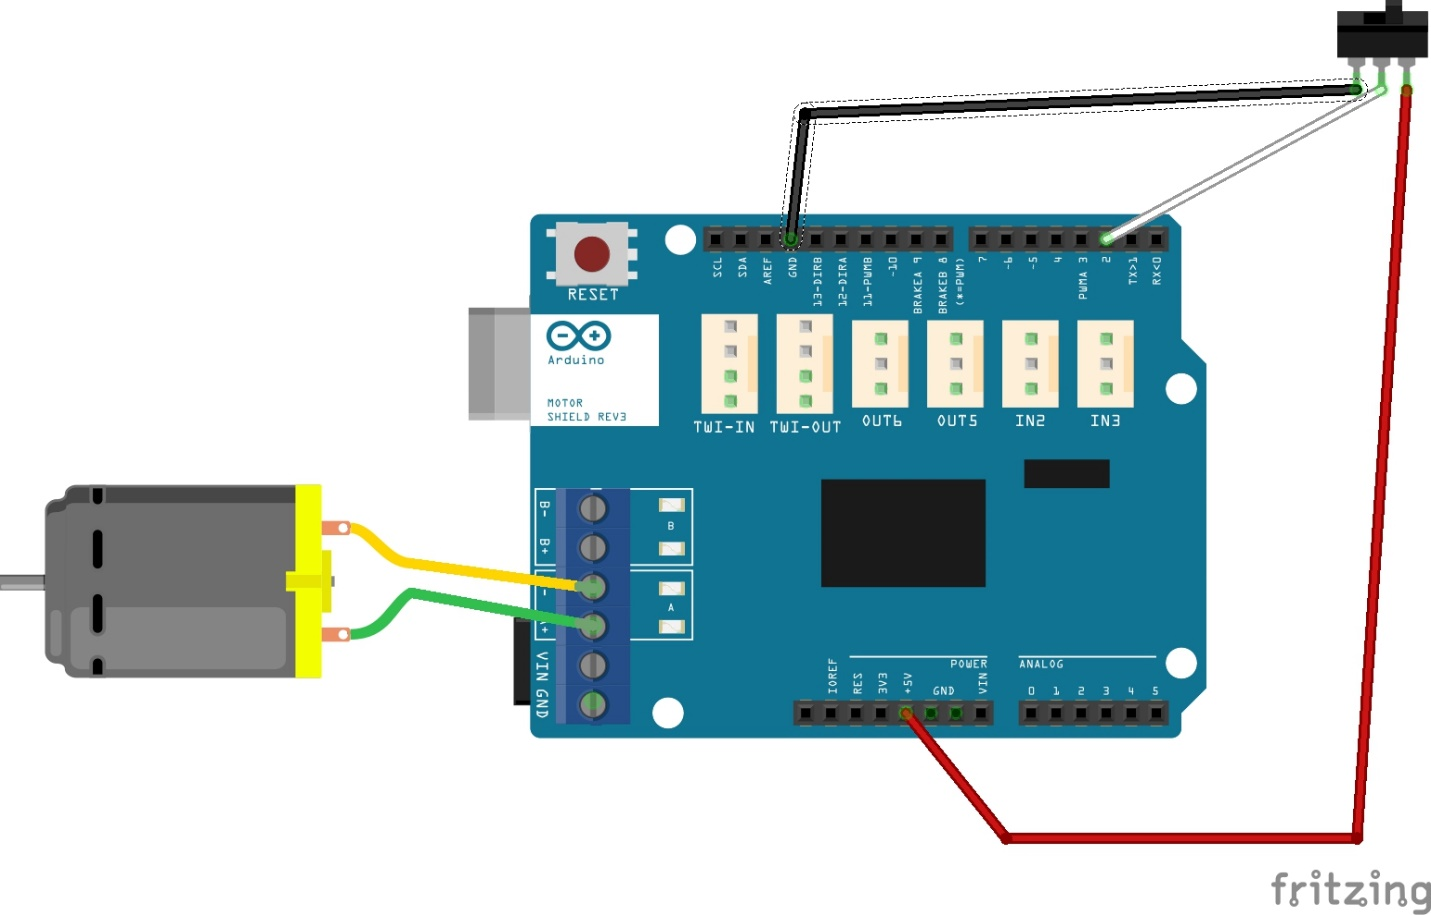 RESET
SCL
SDA
AREF
GND
13-DIRB
12-DIRA
11-PWMB
~10
BRAKEA 9
BRAKEB 8
(*=PWM)
7
~6
~5
4
PWMA 3
2
TX>1
RX<0
Arduino
MOTOR
SHIELD REV3
TWI-IN
TWI-OUT
OUT6
OUT5
IN2
IN3
B-
B
B+
-
A
+
VIN
GND
POWER
ANALOG
IOREF
RES
3V3
+5V
GND
VIN
0
1
2
3
4
5
fritzing